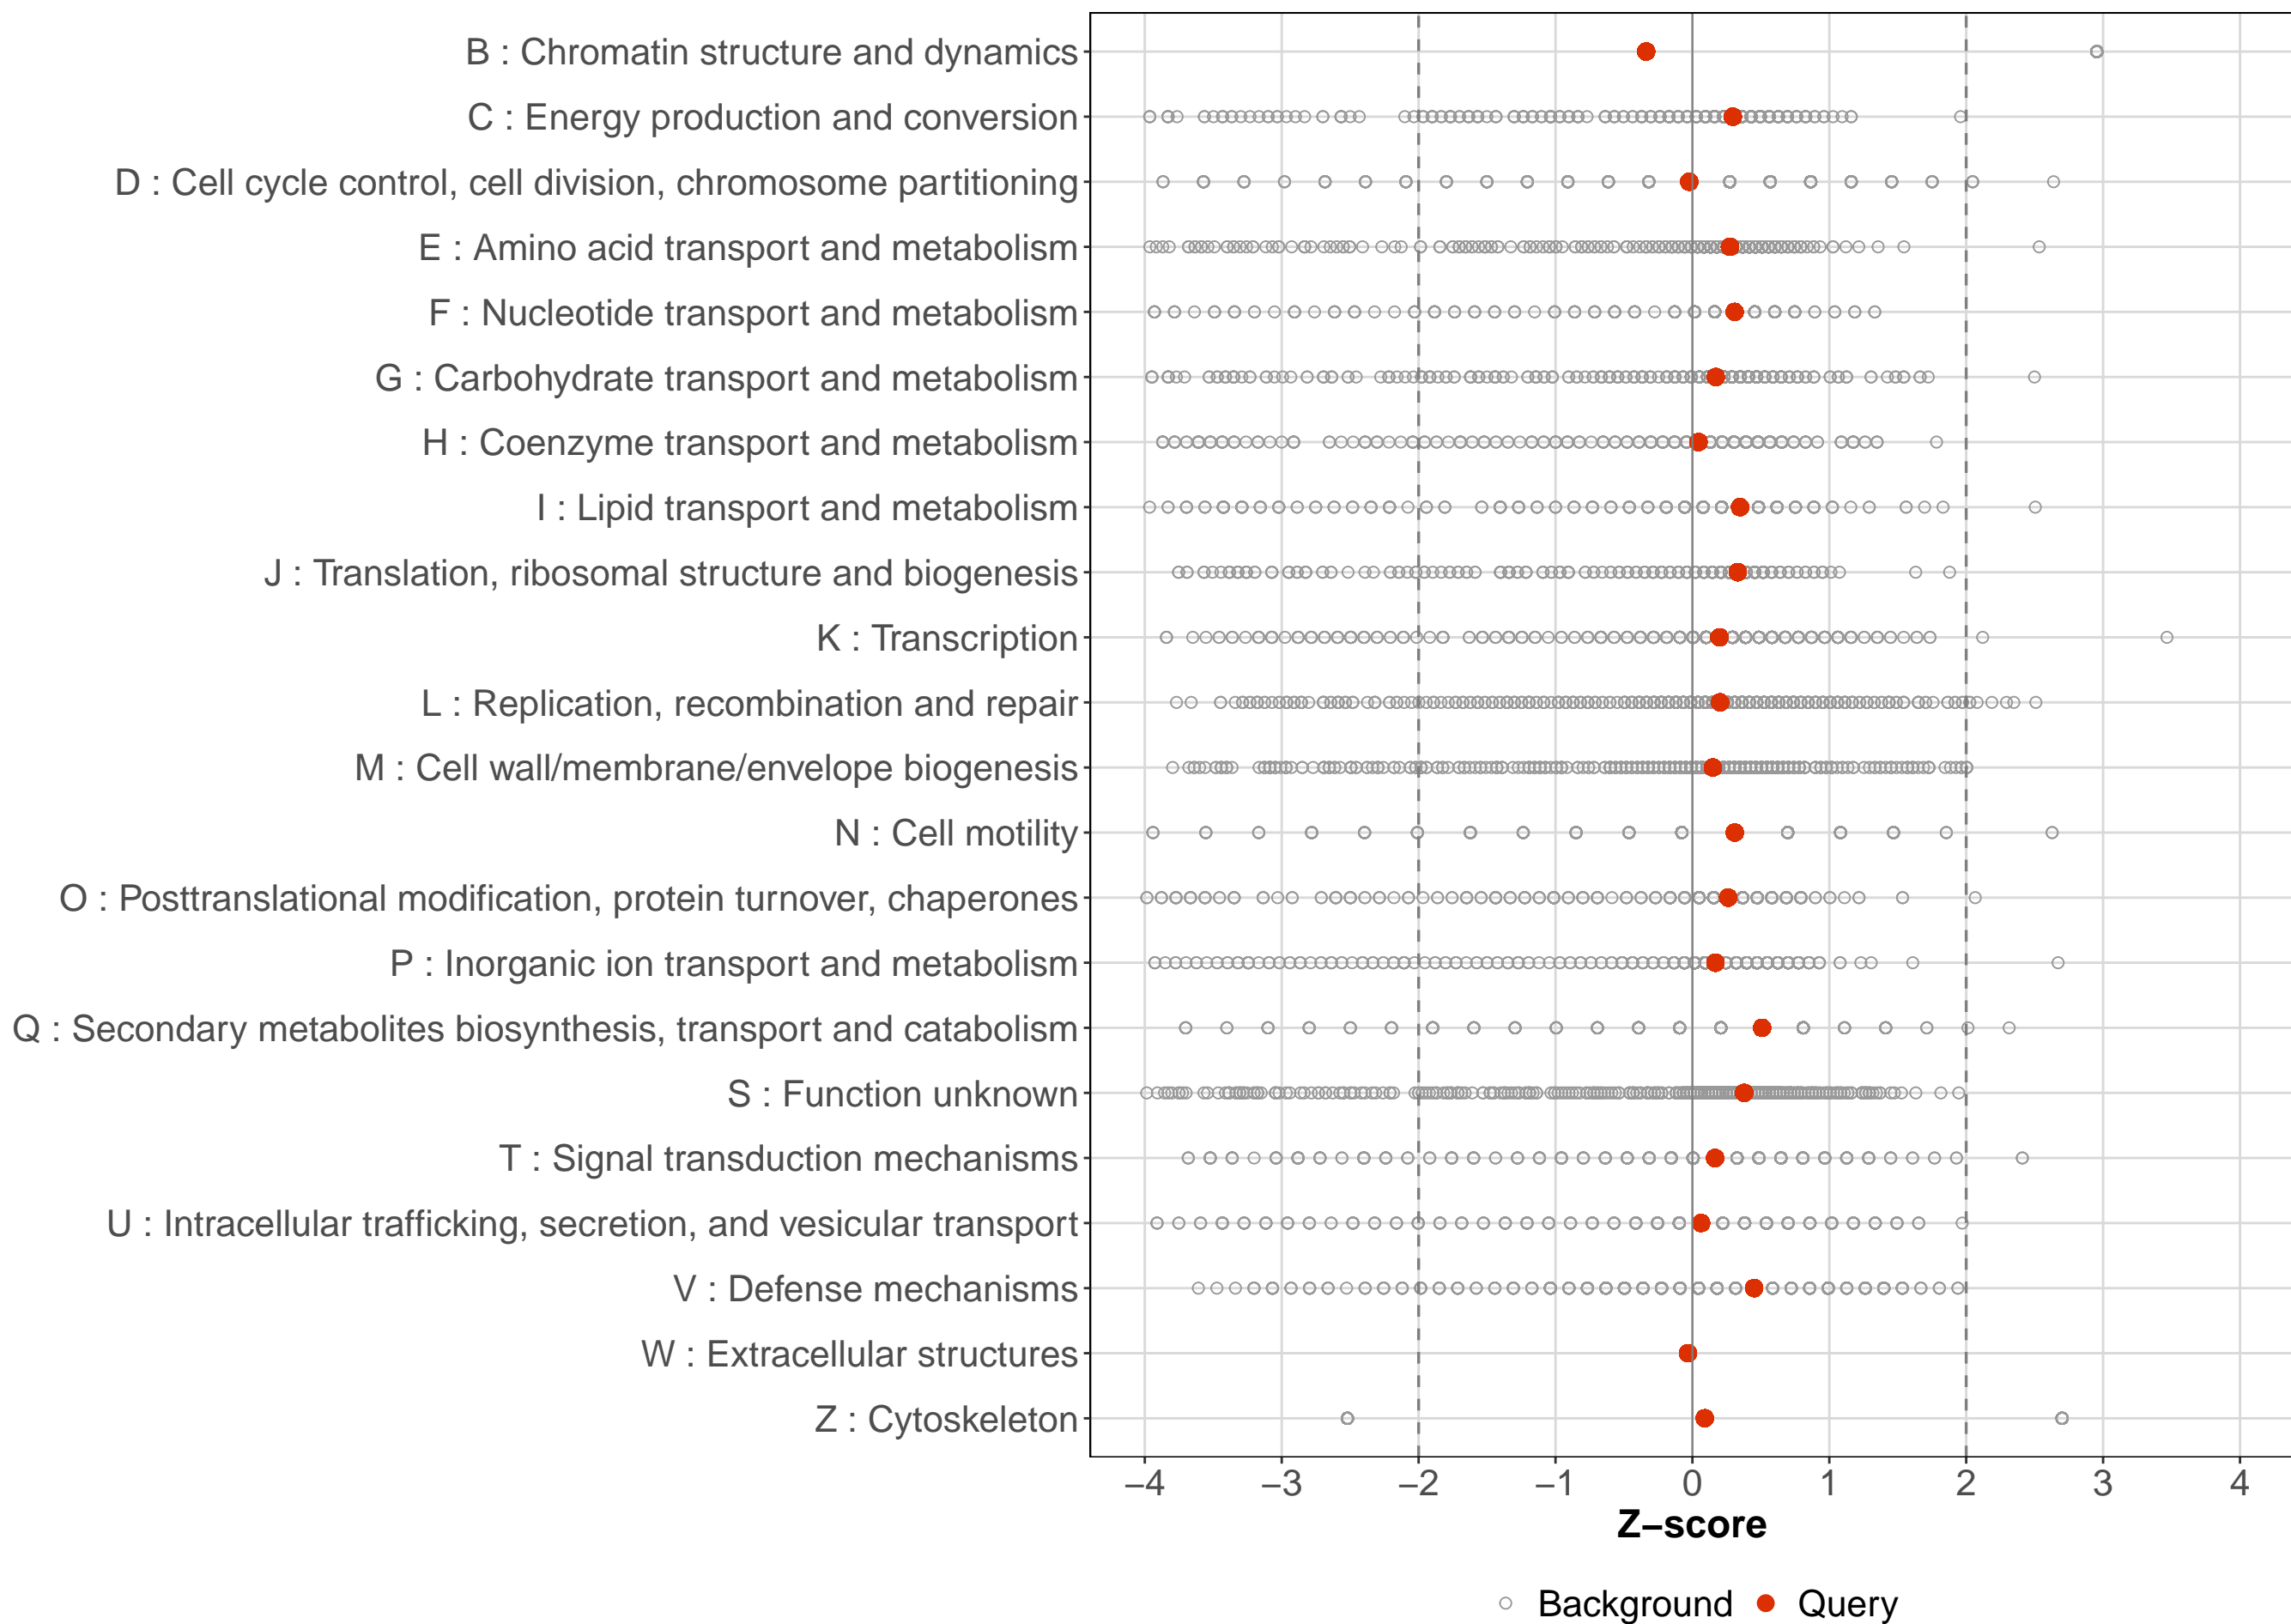 B : Chromatin structure and dynamics
C : Energy production and conversion
D : Cell cycle control, cell division, chromosome partitioning
E : Amino acid transport and metabolism
F : Nucleotide transport and metabolism
G : Carbohydrate transport and metabolism
H : Coenzyme transport and metabolism
I : Lipid transport and metabolism
J : Translation, ribosomal structure and biogenesis
K : Transcription
L : Replication, recombination and repair
M : Cell wall/membrane/envelope biogenesis
N : Cell motility
O : Posttranslational modification, protein turnover, chaperones
P : Inorganic ion transport and metabolism
Q : Secondary metabolites biosynthesis, transport and catabolism
S : Function unknown
T : Signal transduction mechanisms
U : Intracellular trafficking, secretion, and vesicular transport
V : Defense mechanisms
W : Extracellular structures
Z : Cytoskeleton
−4 −3 −2 −1 0 1 2 3 4
Z−score
Background Query